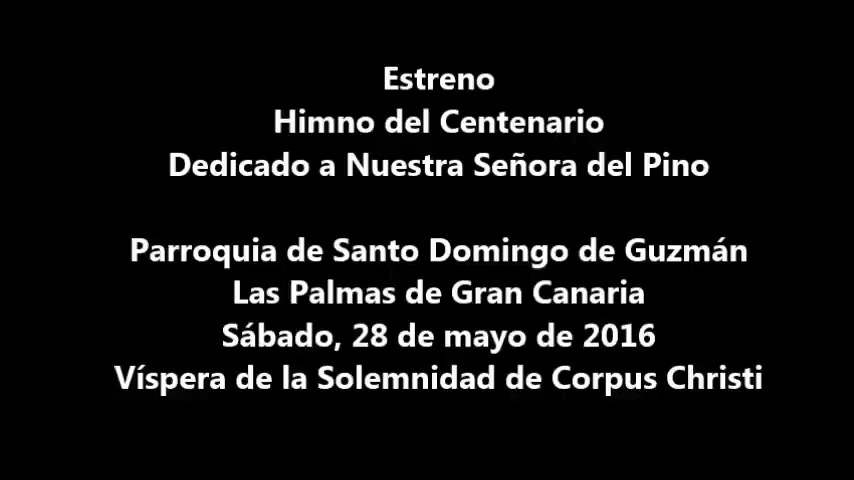 Estreno
Himno del Centenario
Dedicado a Nuestra Señora del Pino
Parroquia de Santo Domingo de Guzmán
Las Palmas de Gran Canaria
Sábado, 28 de mayo de 2016
Víspera de la Solemnidad de Corpus Christi